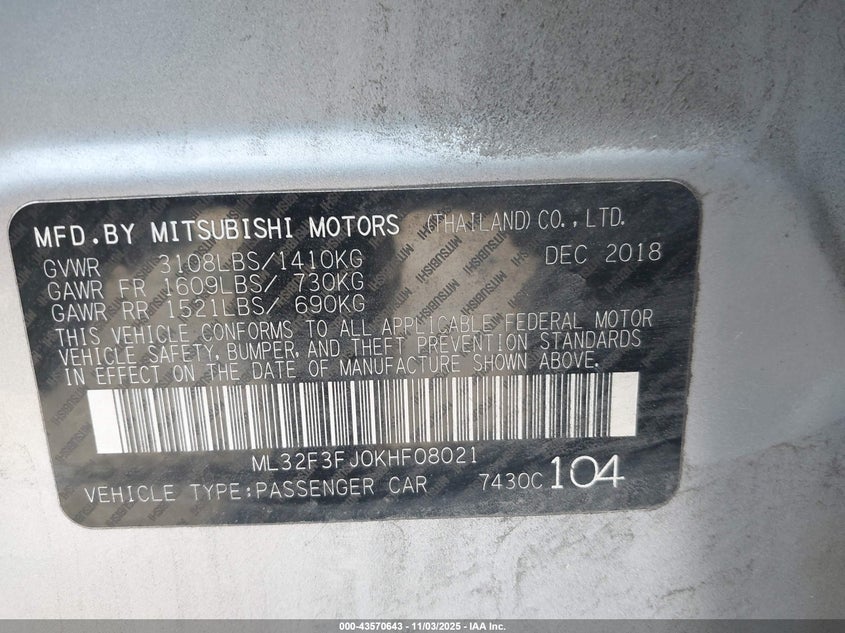 MFD.BY MITSUBISHI MOTORS (THAILAND) CO.,LTD.
GVWR 3108LBS/1410KG DEC 2018
GAWR FR 1609LBS/ 730KG
GAWR RR 1521LBS/ 690KG
THIS VEHICLE CONFORMS TO ALL APPLICABLE FEDERAL MOTOR
VEHICLE SAFETY, BUMPER, AND THEFT PREVENTION STANDARDS
IN EFFECT ON THE DATE OF MANUFACTURE SHOWN ABOVE.
ML32F3FJ0KHF08021
VEHICLE TYPE:PASSENGER CAR 7430C 104
000-43570643 - 11/03/2025 - IAA Inc.